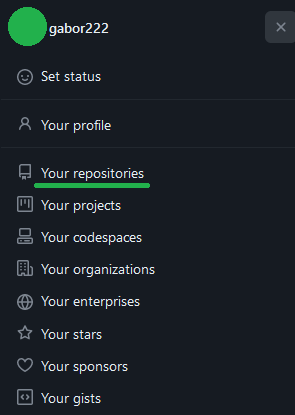 gabor222
Set status
Your profile
Your repositories
Your projects
Your codespaces
Your organizations
Your enterprises
Your stars
Your sponsors
Your gists